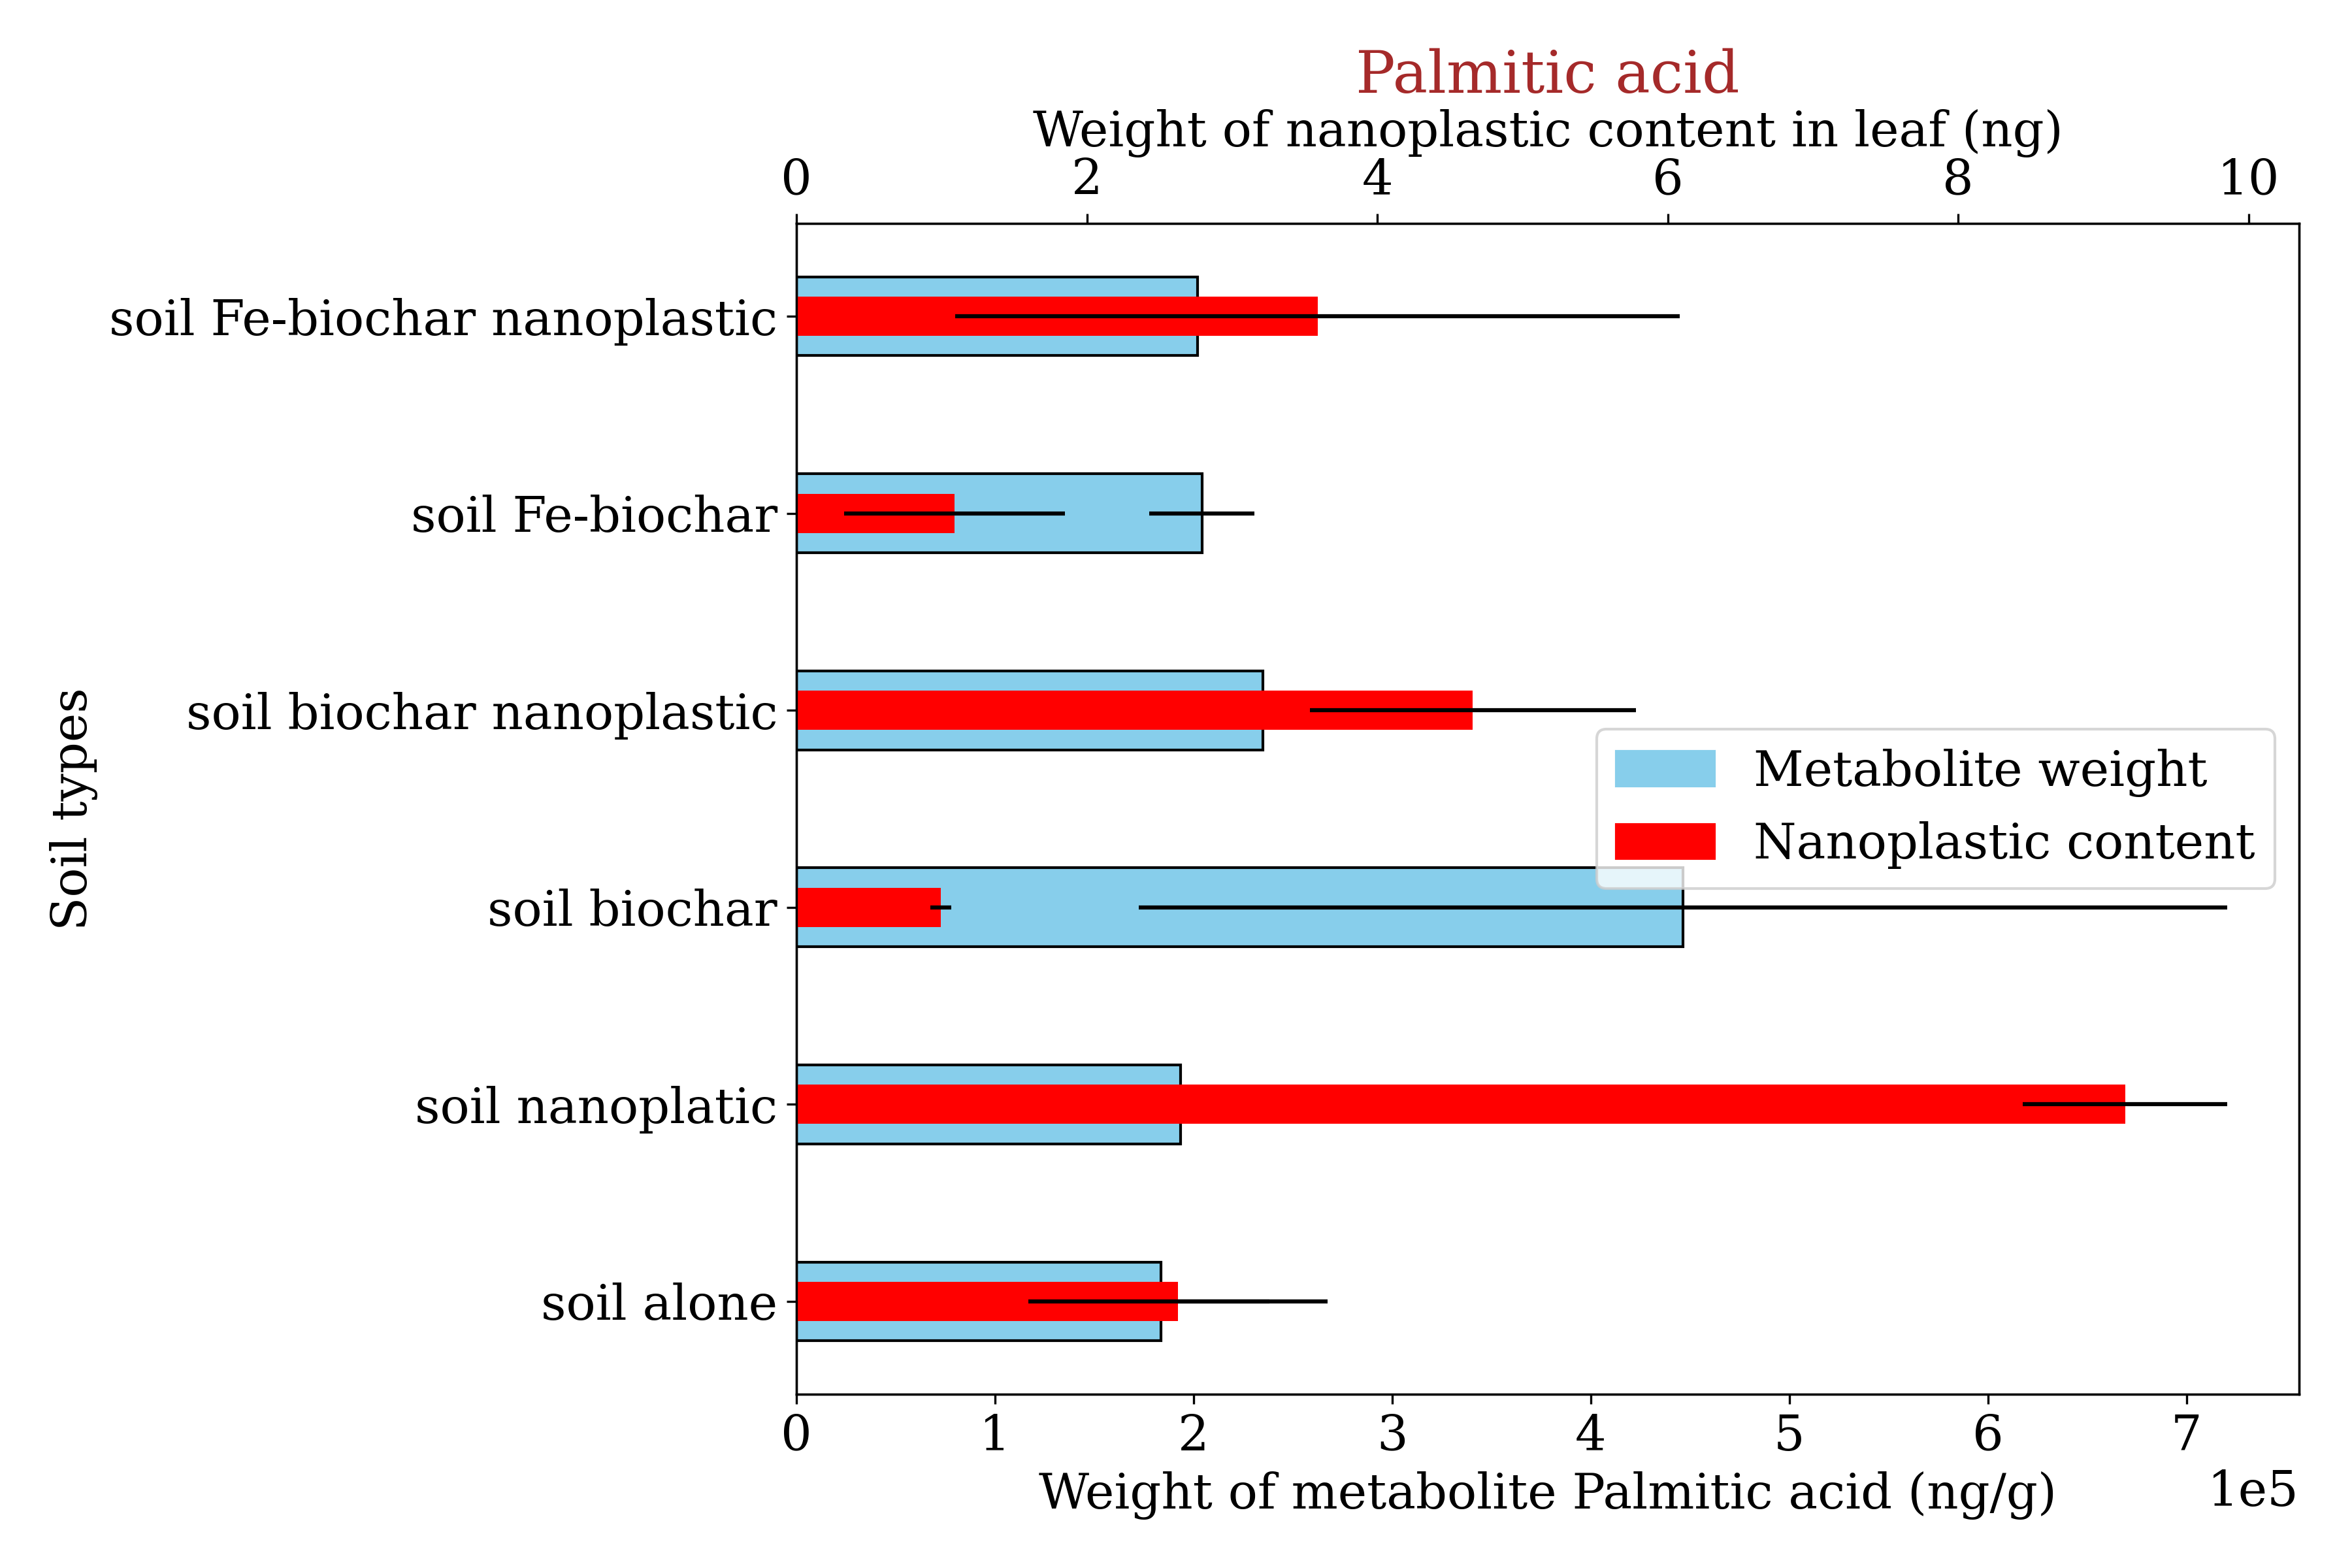 Palmitic acid
Weight of nanoplastic content in leaf (ng)
0 2 4 6 8 10
soil Fe-biochar nanoplastic
soil Fe-biochar
soil biochar nanoplastic
soil biochar
soil nanoplatic
soil alone
Soil types
Metabolite weight
Nanoplastic content
0 1 2 3 4 5 6 7
Weight of metabolite Palmitic acid (ng/g)
1e5